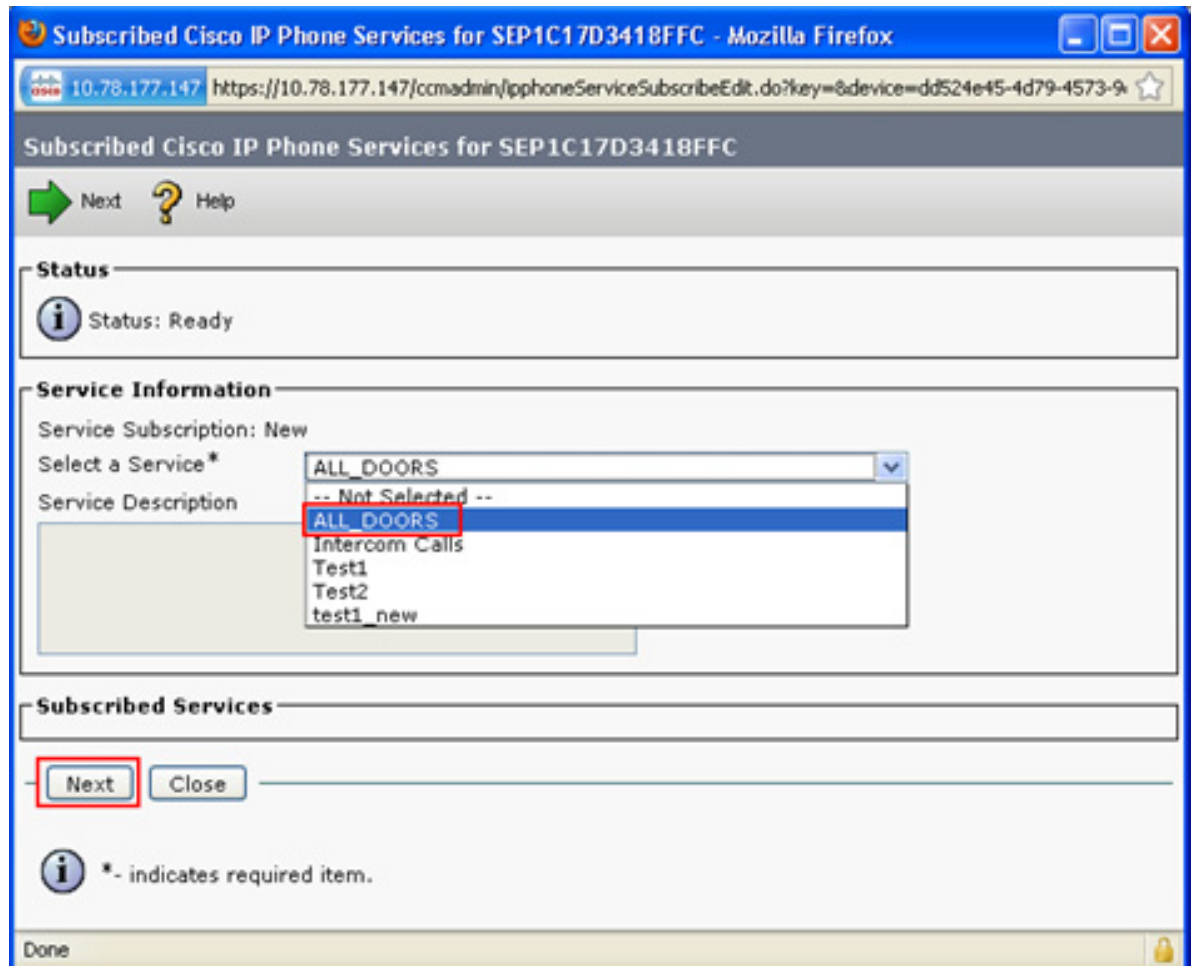 Subscribed Cisco IP Phone Services for SEP1C17D3418FFC - Mozilla Firefox
cisco 10.78.177.147 https://10.78.177.147/ccmadmin/ipphoneServiceSubscribeEdit.do?key=&device=dd524e45-4d79-4573-9
Subscribed Cisco IP Phone Services for SEP1C17D3418FFC
Next ? Help
Status
i Status: Ready
Service Information
Service Subscription: New
Select a Service* ALL_DOORS
Service Description
-- Not Selected --
ALL_DOORS
Intercom Calls
Test1
Test2
test1_new
Subscribed Services
Next Close
i *- indicates required item.
Done